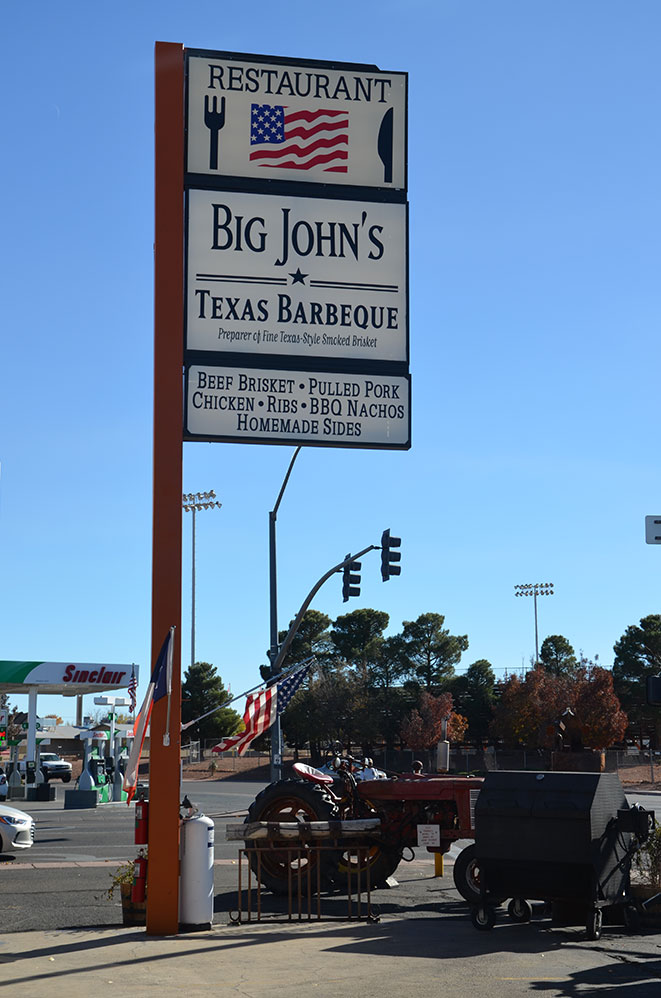 RESTAURANT
BIG JOHN'S
TEXAS BARBEQUE
Preparer of Fine Texas-Style Smoked Brisket
BEEF BRISKET • PULLED PORK
CHICKEN • RIBS • BBQ NACHOS
HOMEMADE SIDES
Sinclair